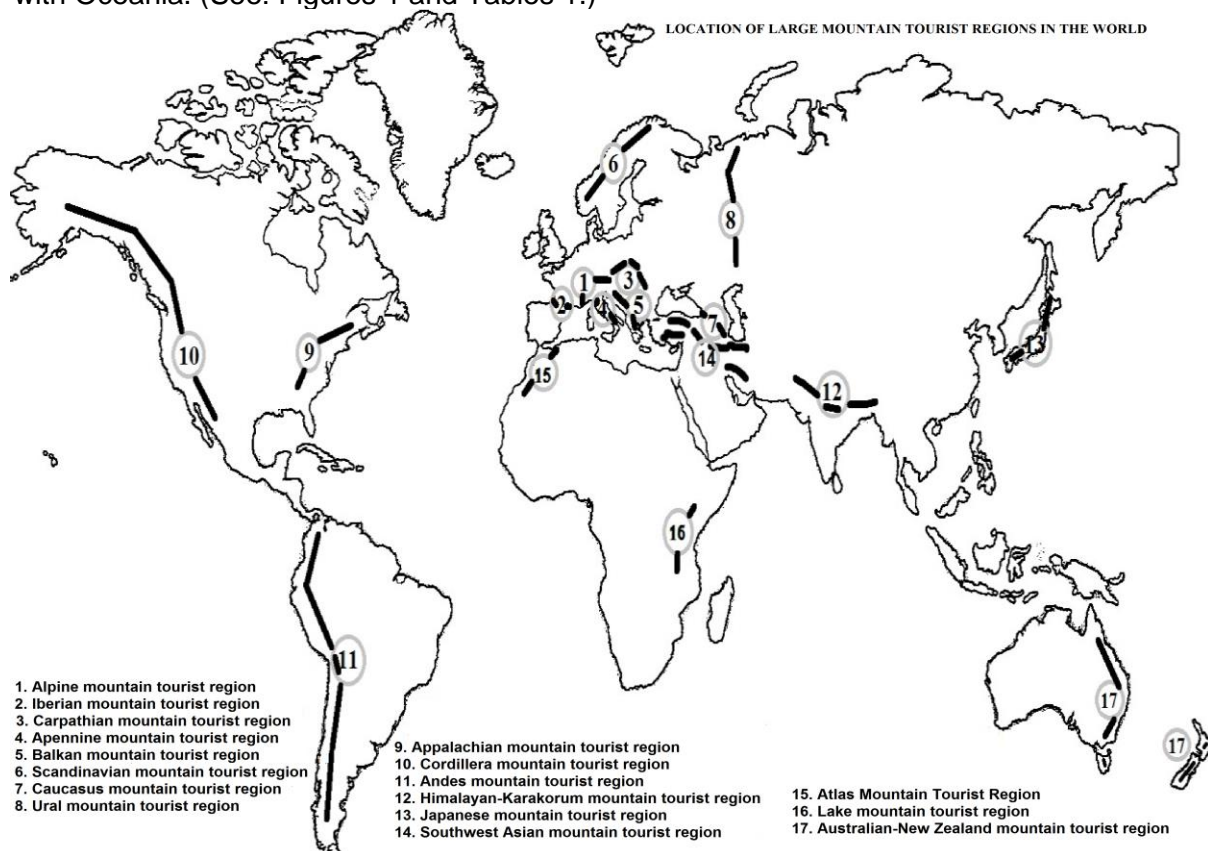 with Oceania. (See: Figures 1 and Tables 1.)
LOCATION OF LARGE MOUNTAIN TOURIST REGIONS IN THE WORLD
6
8
1
3
2
4
5
7
10
9
14
13
15
12
16
11
17
17
1. Alpine mountain tourist region
2. Iberian mountain tourist region
3. Carpathian mountain tourist region
4. Apennine mountain tourist region
5. Balkan mountain tourist region
6. Scandinavian mountain tourist region
7. Caucasus mountain tourist region
8. Ural mountain tourist region
9. Appalachian mountain tourist region
10. Cordillera mountain tourist region
11. Andes mountain tourist region
12. Himalayan-Karakorum mountain tourist region
13. Japanese mountain tourist region
14. Southwest Asian mountain tourist region
15. Atlas Mountain Tourist Region
16. Lake mountain tourist region
17. Australian-New Zealand mountain tourist region